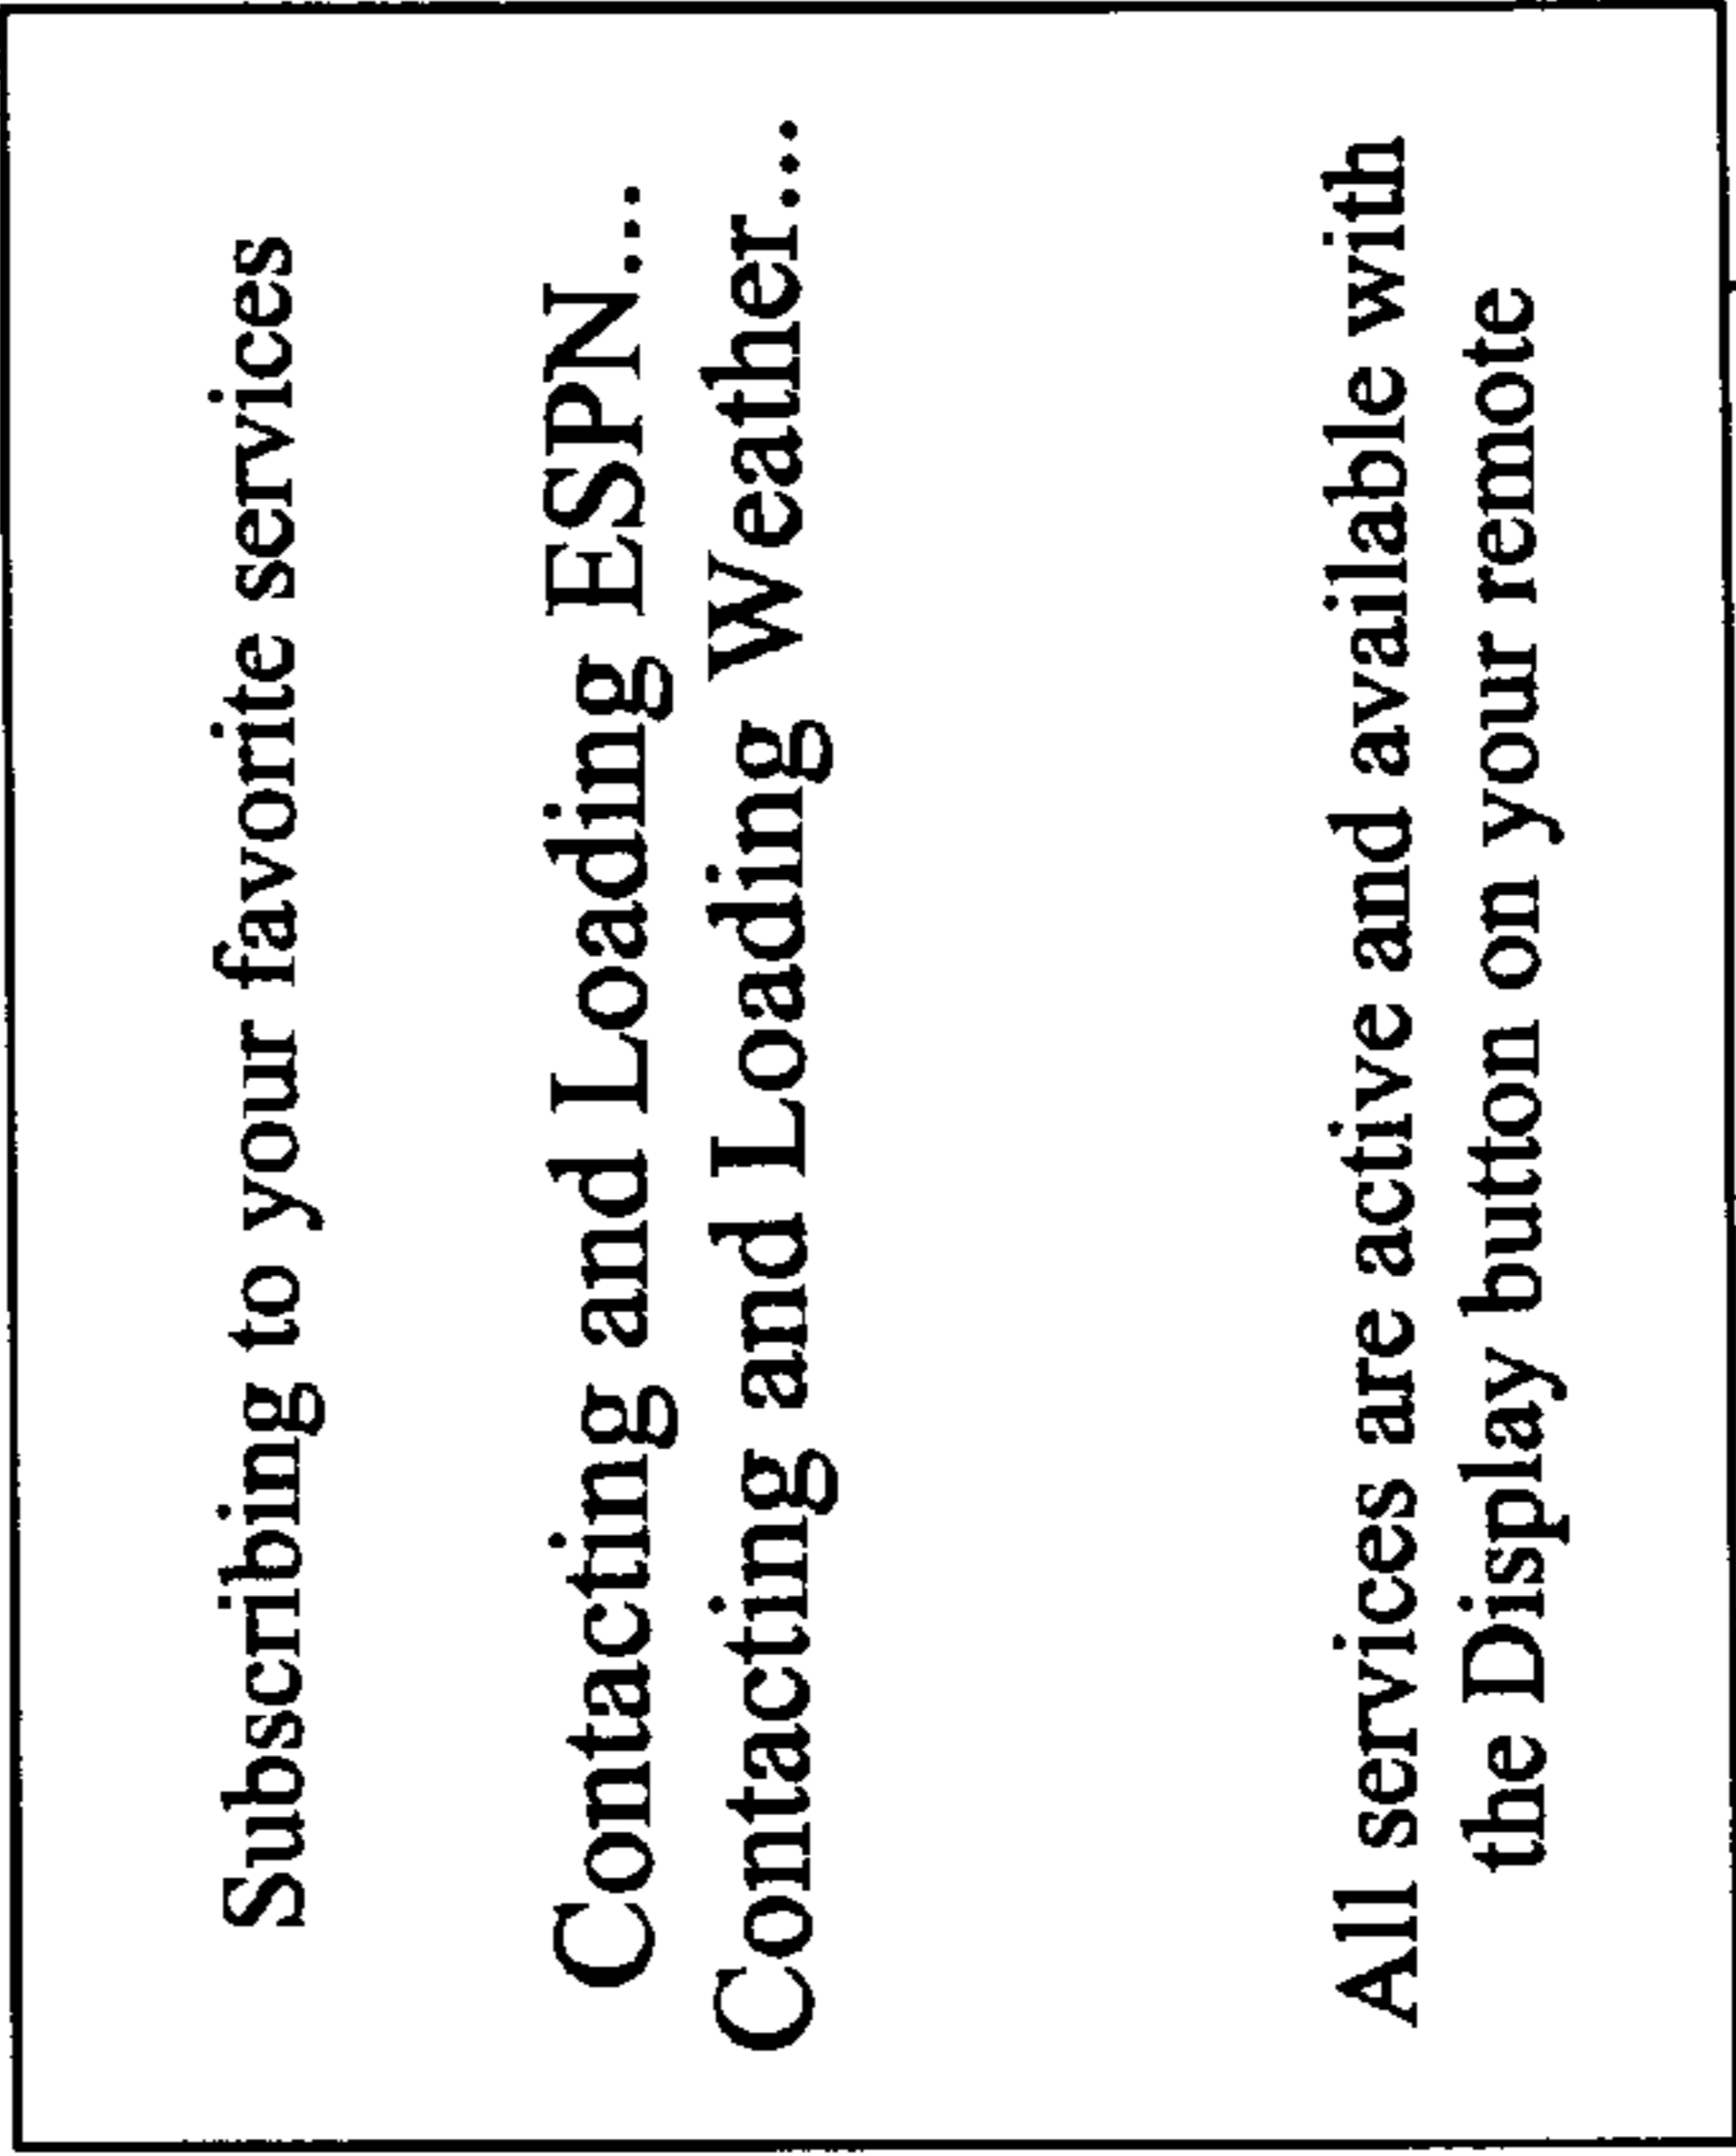 Subscribing to your favorite services
Contacting and Loading ESPN...
Contacting and Loading Weather...
All services are active and available with
the Display button on your remote